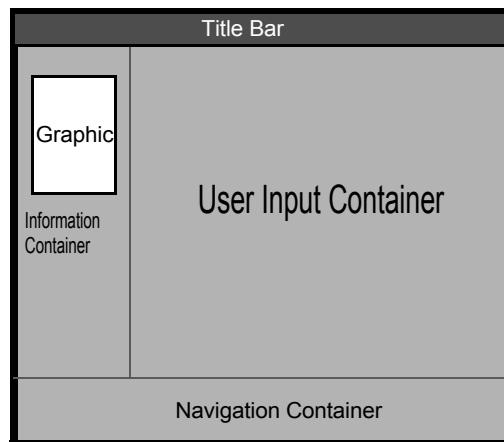 Title Bar
Graphic
User Input Container
Information
Container
Navigation Container